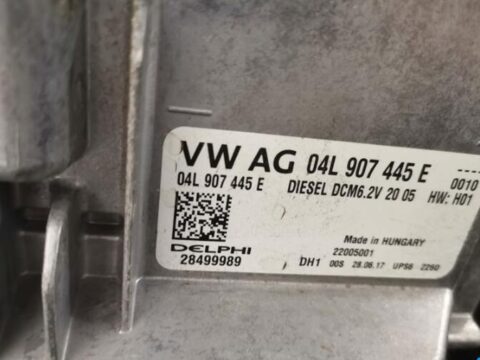 VW AG 04L 907 445 E ----
04L 907 445 E DIESEL DCM6.2V 20 05 0010
HW: H01
DELPHI
28499989
Made in HUNGARY
22005001
DH1 00S 28.06.17 UPS6 2260